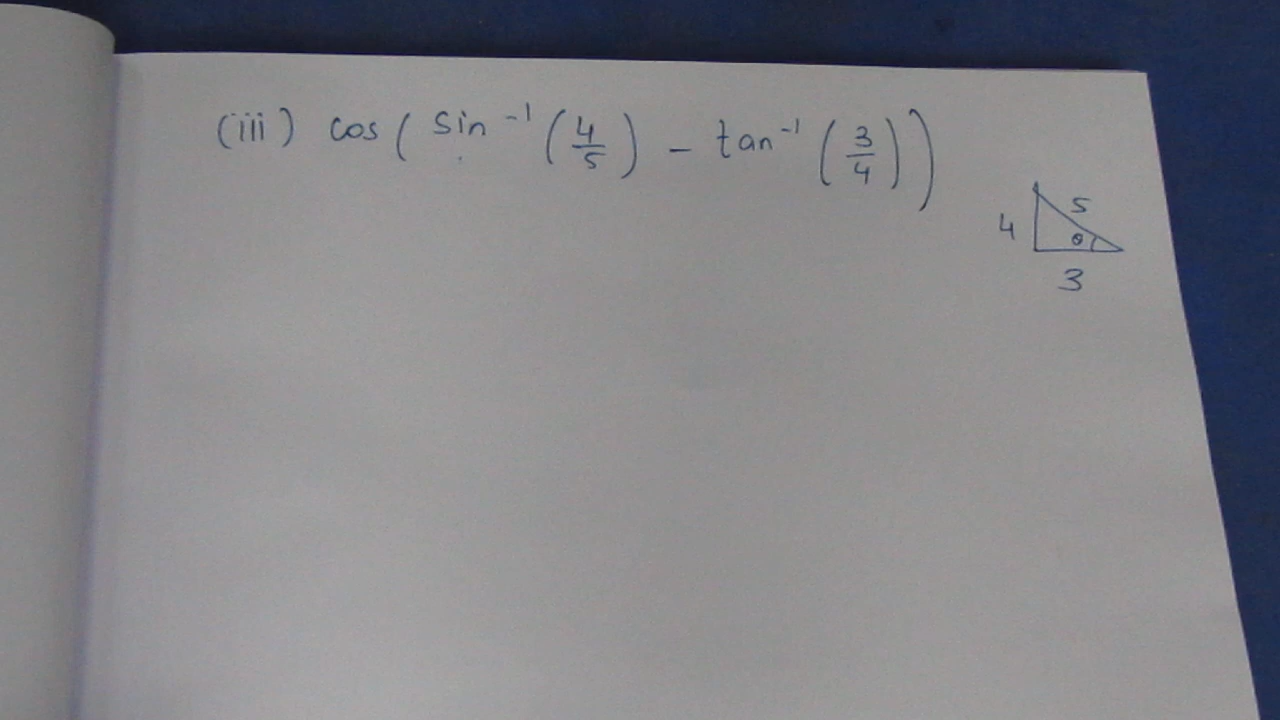 (iii) cos( sin⁻¹(4/5) − tan⁻¹(3/4))
5
4
θ
3